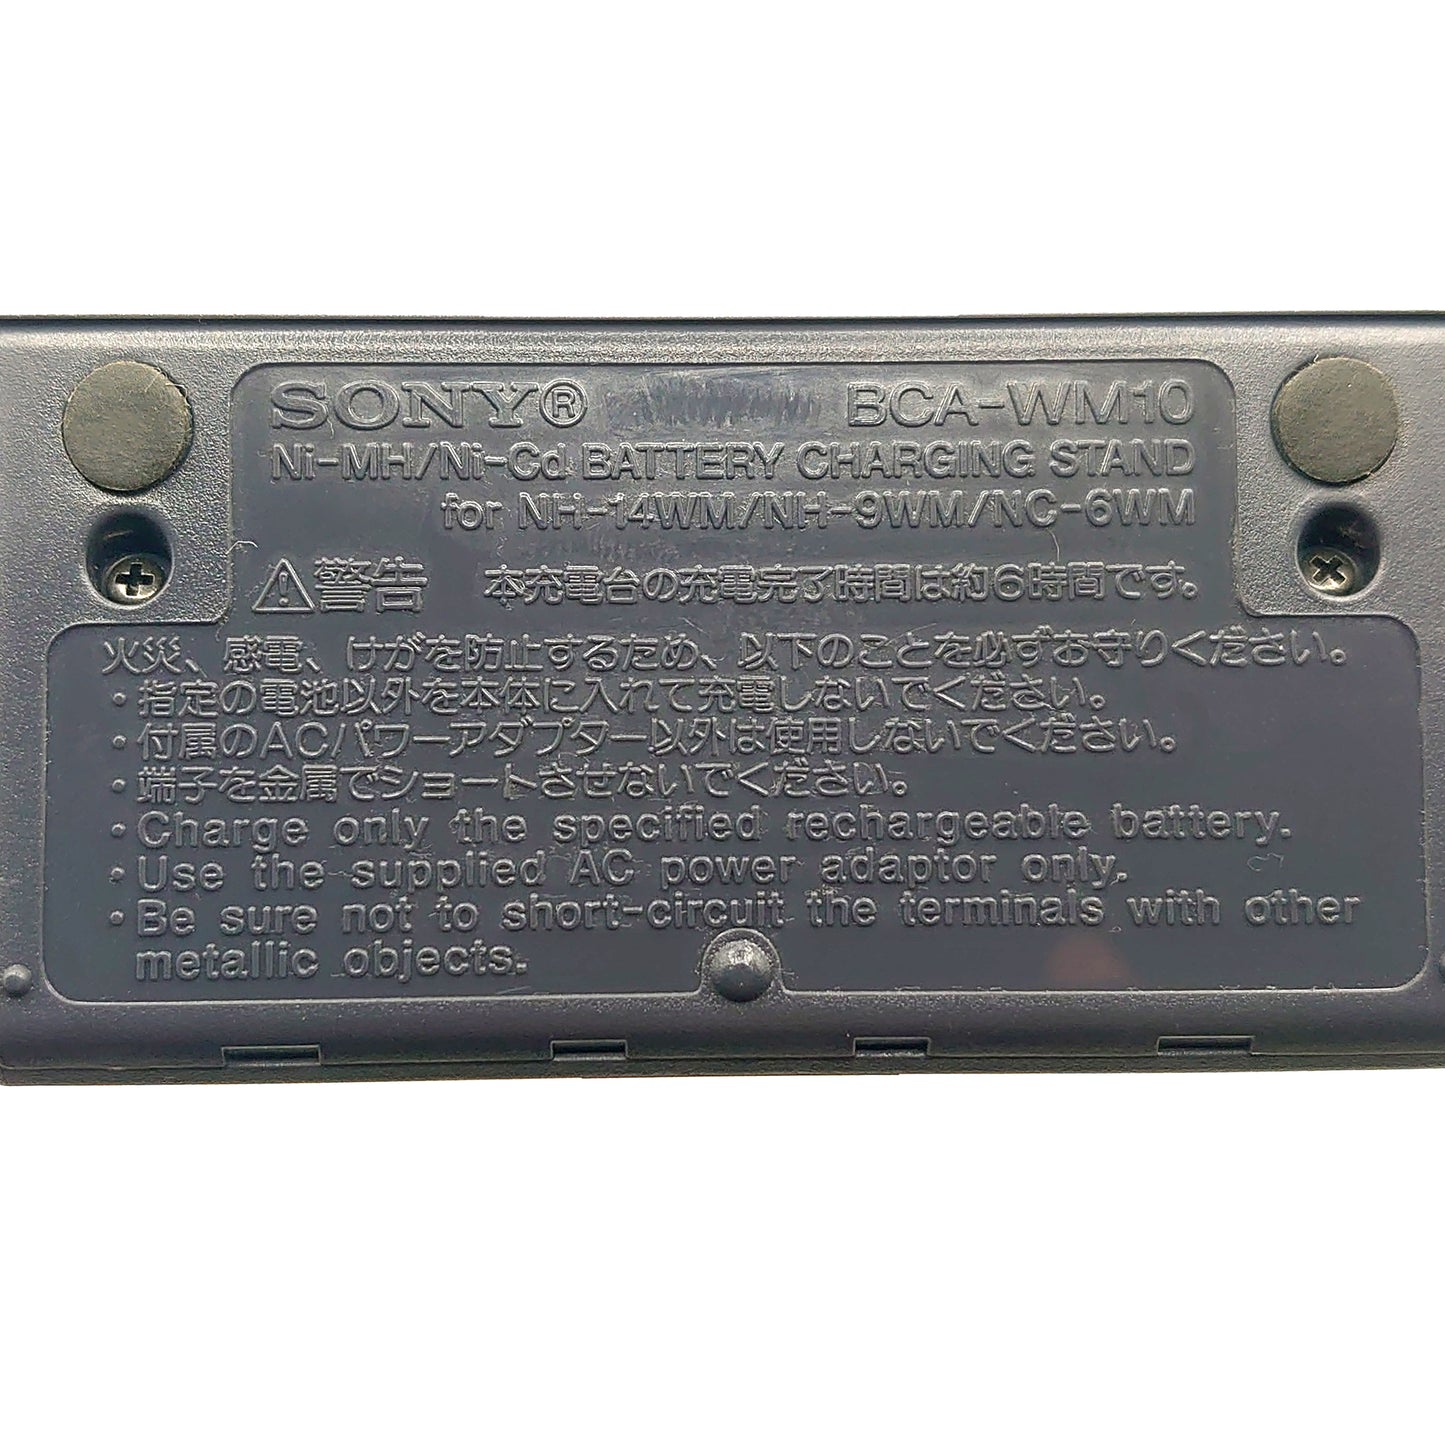 SONY® BCA-WM10
Ni-MH/Ni-Cd BATTERY CHARGING STAND
for NH-14WM/NH-9WM/NC-6WM
⚠警告 本充電台の充電完了時間は約6時間です。
火災、感電、けがを防止するため、以下のことを必ずお守りください。
・指定の電池以外を本体に入れて充電しないでください。
・付属のACパワーアダプター以外は使用しないでください。
・端子を金属でショートさせないでください。
・Charge only the specified rechargeable battery.
・Use the supplied AC power adaptor only.
・Be sure not to short-circuit the terminals with other
metallic objects.